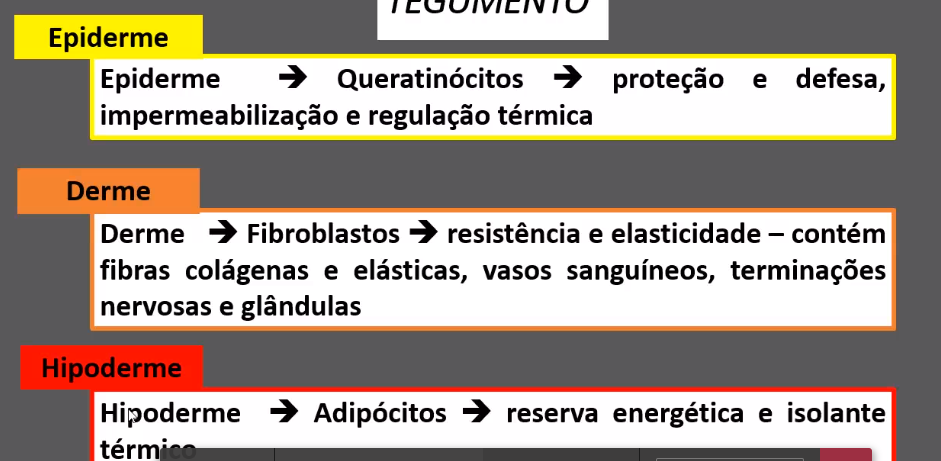 TEGUMENTO
Epiderme
Epiderme ➔ Queratinócitos ➔ proteção e defesa,
impermeabilização e regulação térmica
Derme
Derme ➔ Fibroblastos ➔ resistência e elasticidade – contém
fibras colágenas e elásticas, vasos sanguíneos, terminações
nervosas e glândulas
Hipoderme
Hipoderme ➔ Adipócitos ➔ reserva energética e isolante
térmico